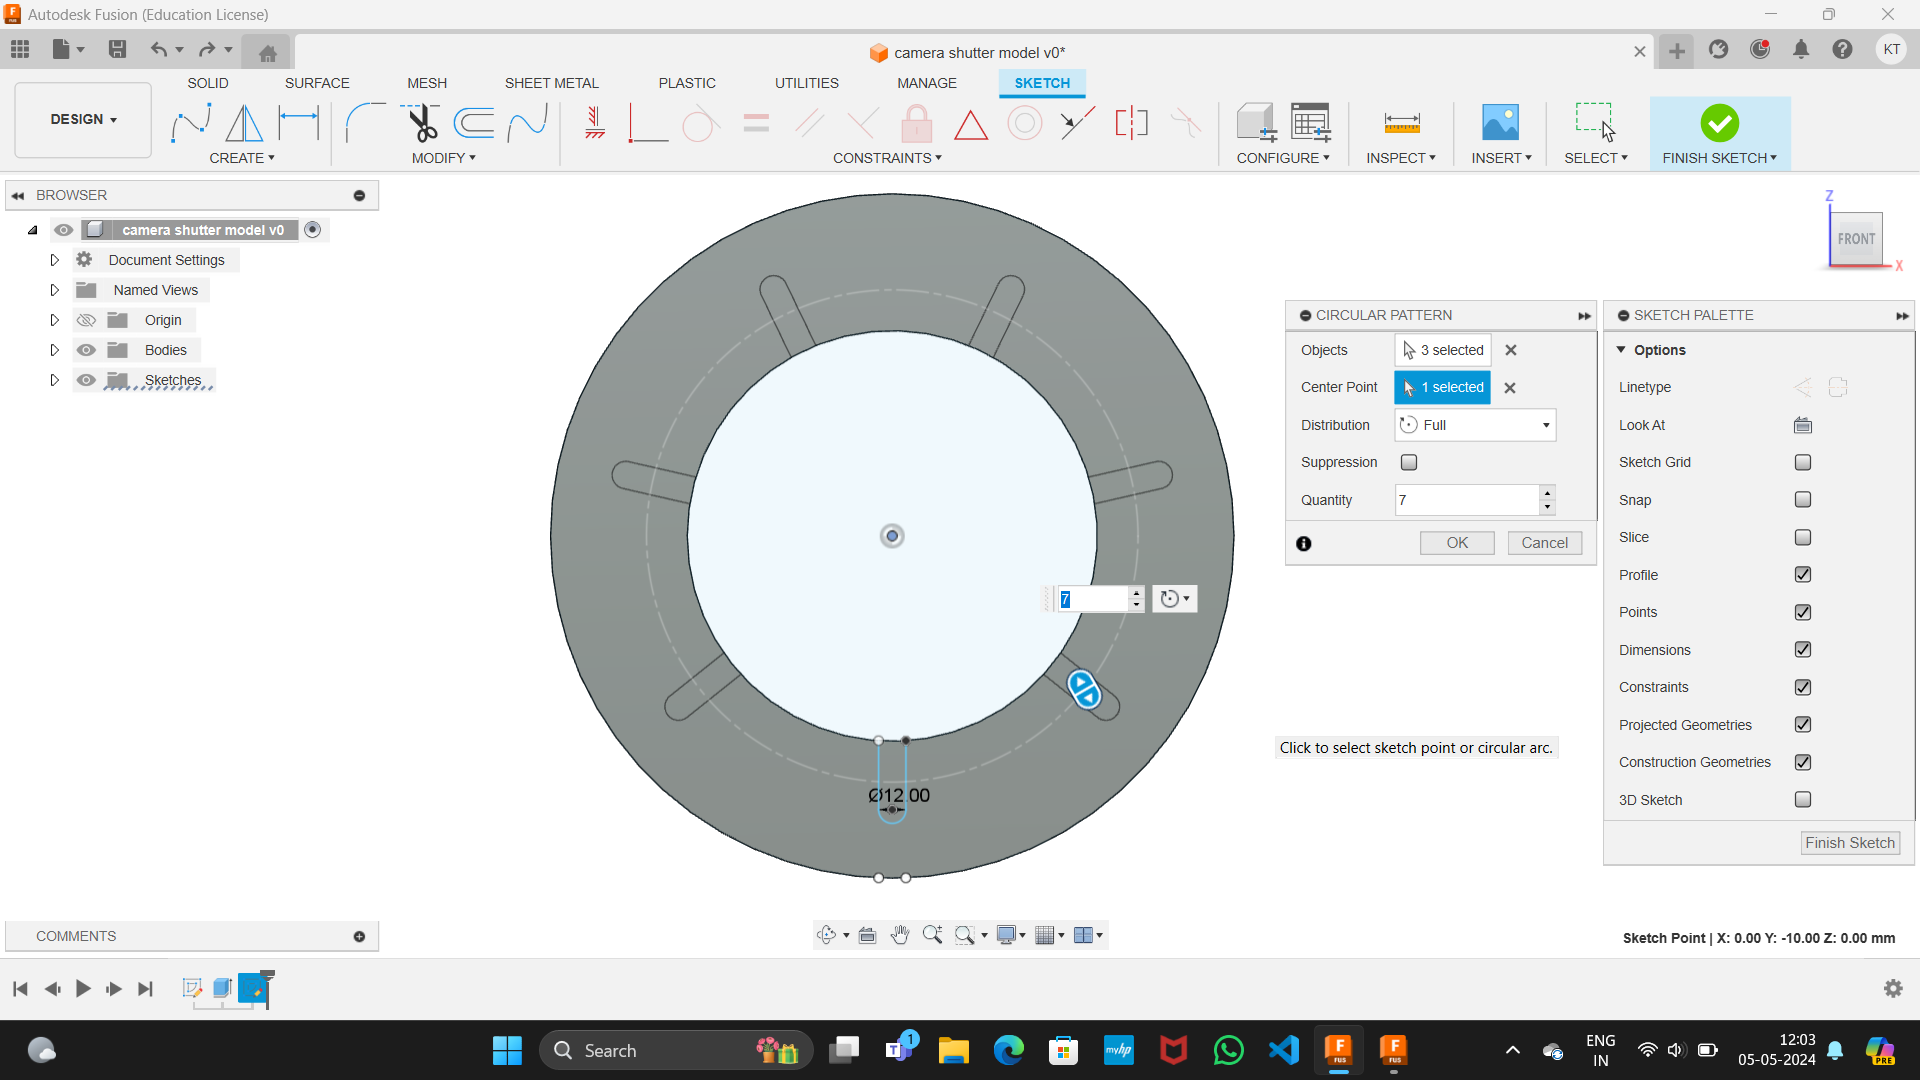 Autodesk Fusion (Education License)
camera shutter model v0*
KT
SOLID SURFACE MESH SHEET METAL PLASTIC UTILITIES MANAGE SKETCH
DESIGN
CREATE MODIFY CONSTRAINTS CONFIGURE INSPECT INSERT SELECT FINISH SKETCH
BROWSER
camera shutter model v0
Document Settings
Named Views
Origin
Bodies
Sketches
Z
FRONT
X
CIRCULAR PATTERN
Objects 3 selected
Center Point 1 selected
Distribution Full
Suppression
Quantity 7
OK Cancel
SKETCH PALETTE
Options
Linetype
Look At
Sketch Grid
Snap
Slice
Profile
Points
Dimensions
Constraints
Projected Geometries
Construction Geometries
3D Sketch
Finish Sketch
7
Click to select sketch point or circular arc.
Ø12.00
COMMENTS
Sketch Point | X: 0.00 Y: -10.00 Z: 0.00 mm
Search
1
T
myhp
F
FUS
F
FUS
ENG
IN
12:03
05-05-2024
PRE